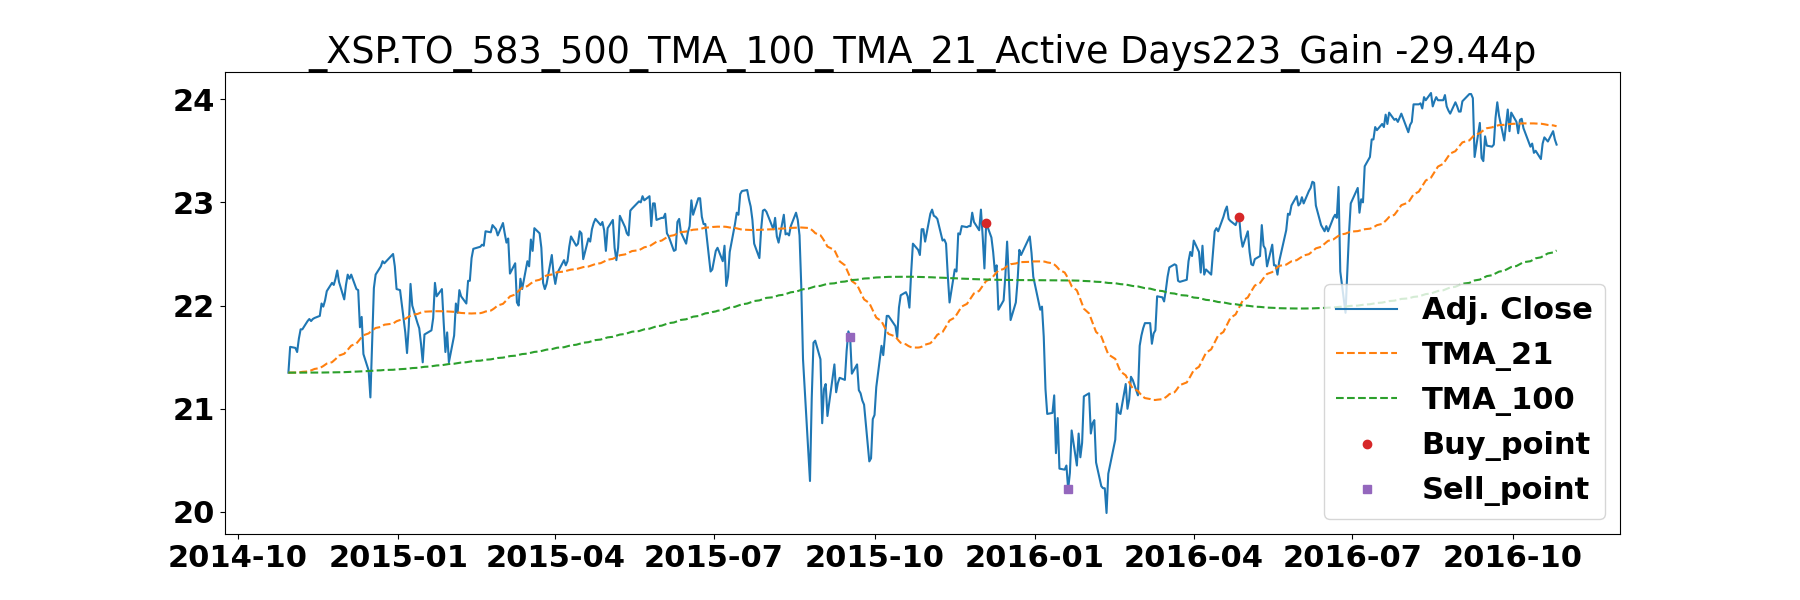 _XSP.TO_583_500_TMA_100_TMA_21_Active Days223_Gain -29.44p
24
23
22
21
20
Adj. Close
TMA_21
TMA_100
Buy_point
Sell_point
2014-10 2015-01 2015-04 2015-07 2015-10 2016-01 2016-04 2016-07 2016-10